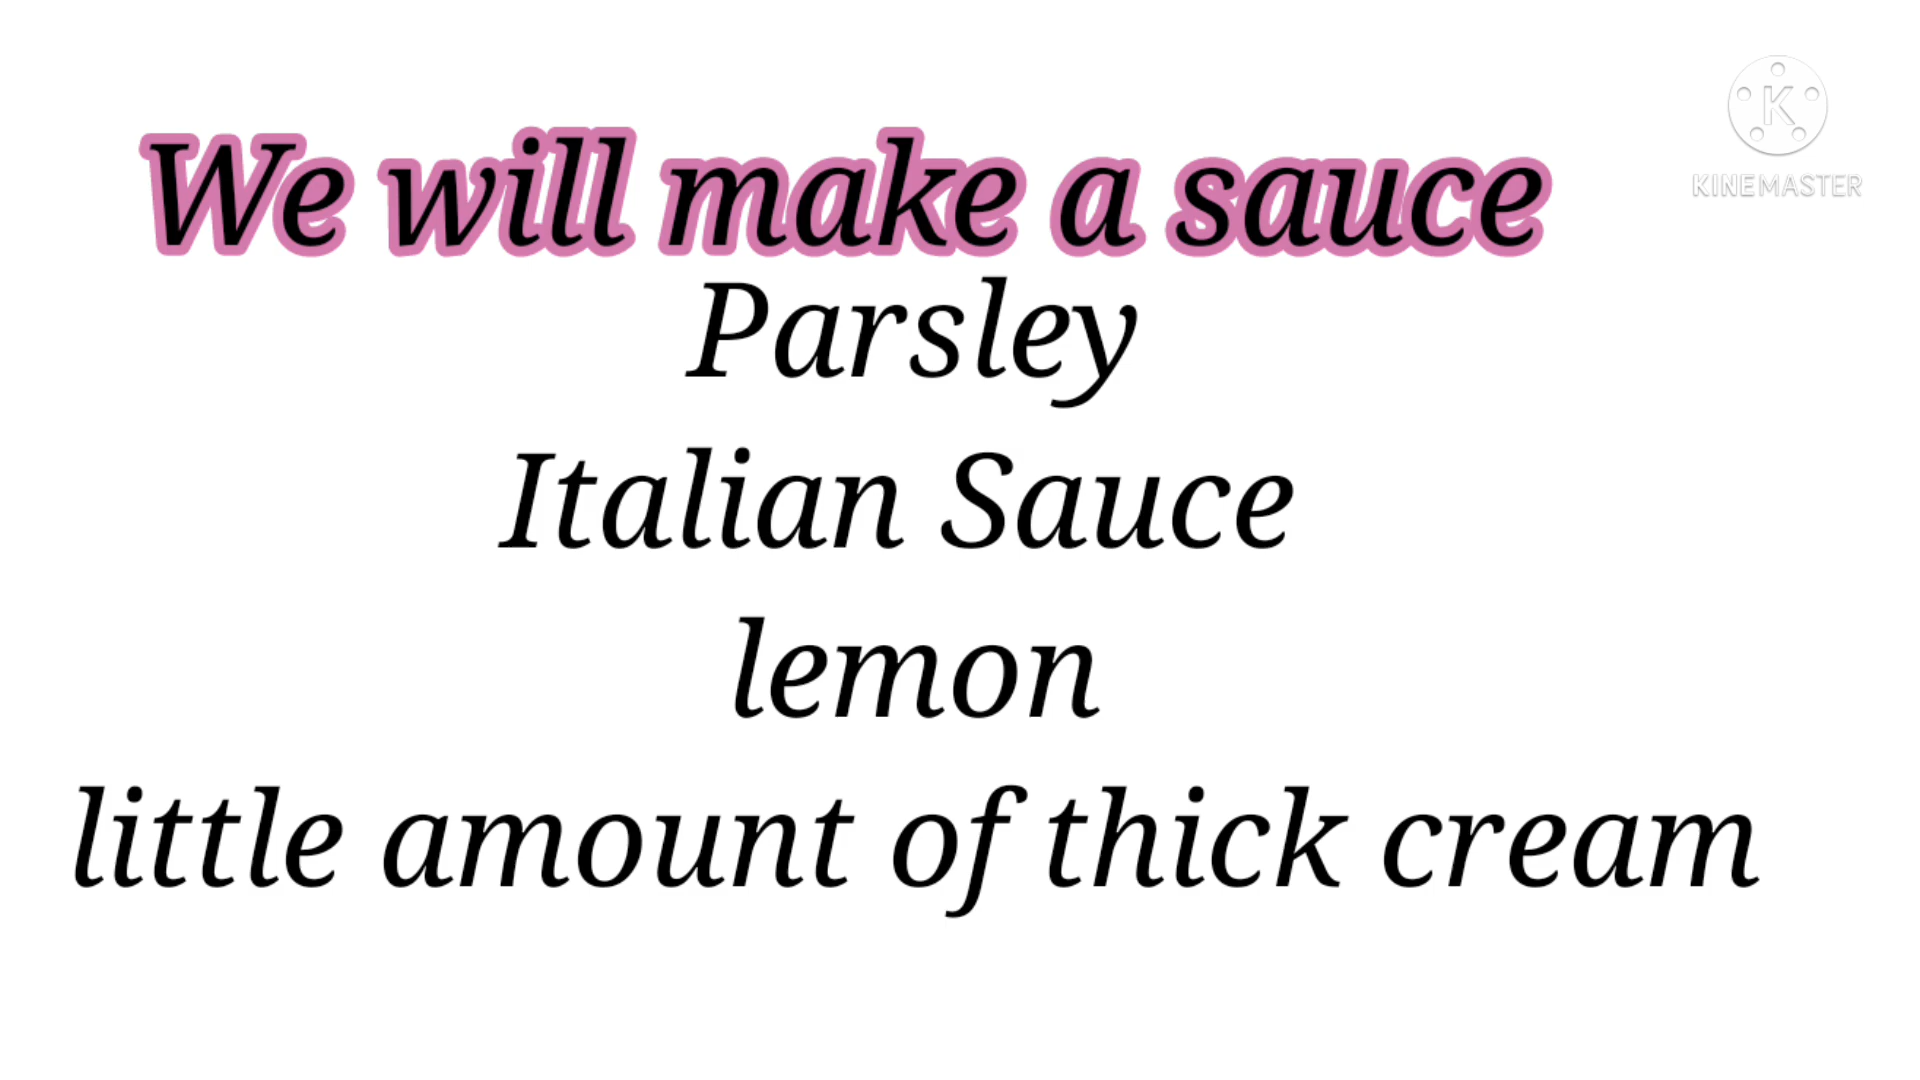 We will make a sauce
KINEMASTER
Parsley
Italian Sauce
lemon
little amount of thick cream